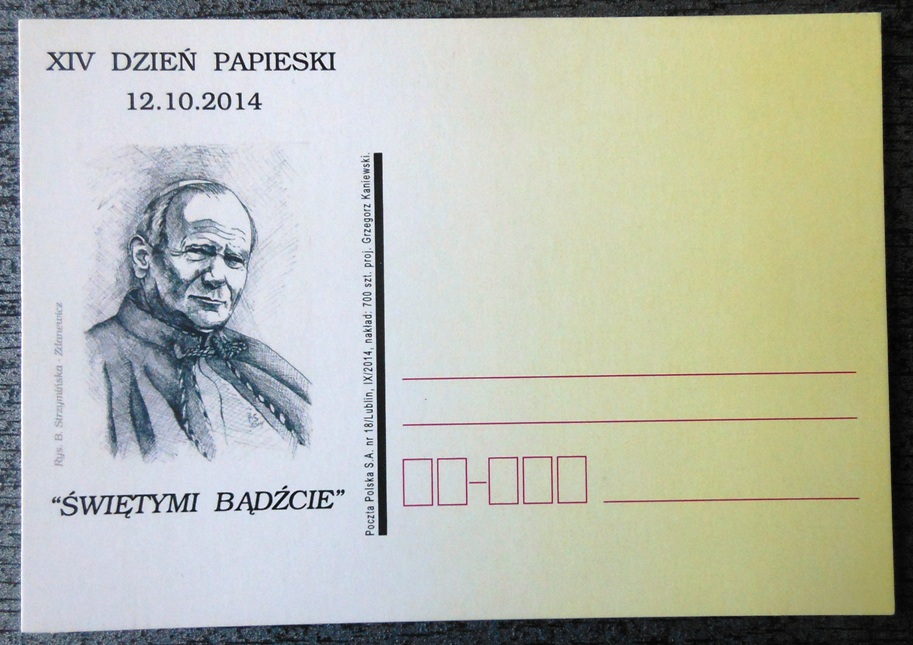 XIV DZIEŃ PAPIESKI
12.10.2014
Rys. B. Strzymińska - Zdanewicz
“ŚWIĘTYMI BĄDŹCIE”
Poczta Polska S.A. nr 18/Lublin, IX/2014, nakład: 700 szt. proj. Grzegorz Kaniewski.